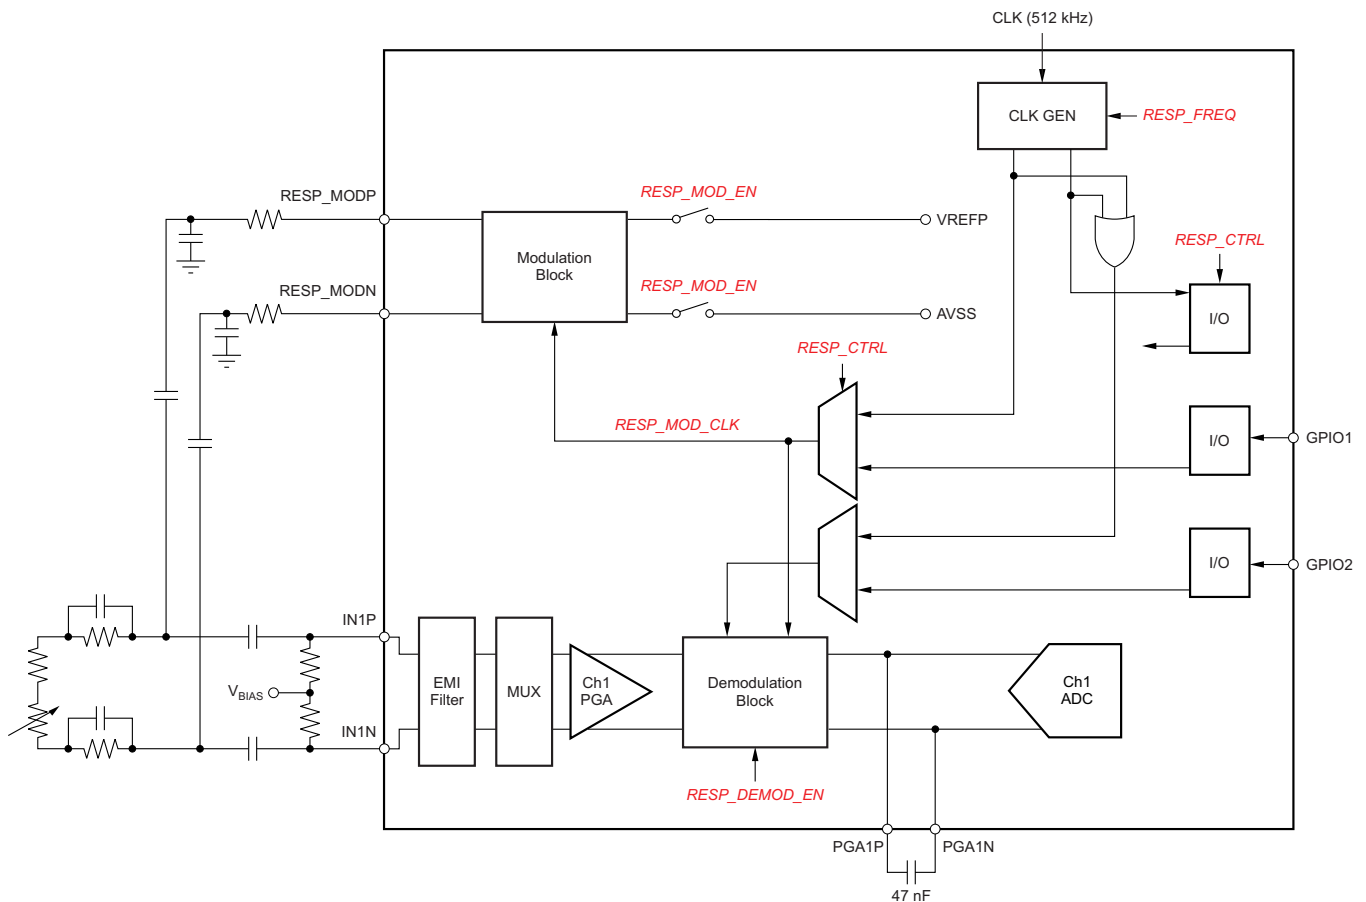 CLK (512 kHz)
CLK GEN
RESP_FREQ
RESP_MODP
RESP_MOD_EN
VREFP
Modulation
Block
RESP_CTRL
RESP_MODN
RESP_MOD_EN
AVSS
I/O
RESP_CTRL
RESP_MOD_CLK
I/O
GPIO1
I/O
GPIO2
IN1P
EMI
Filter
MUX
Ch1
PGA
Demodulation
Block
Ch1
ADC
VBIAS
IN1N
RESP_DEMOD_EN
PGA1P
PGA1N
47 nF